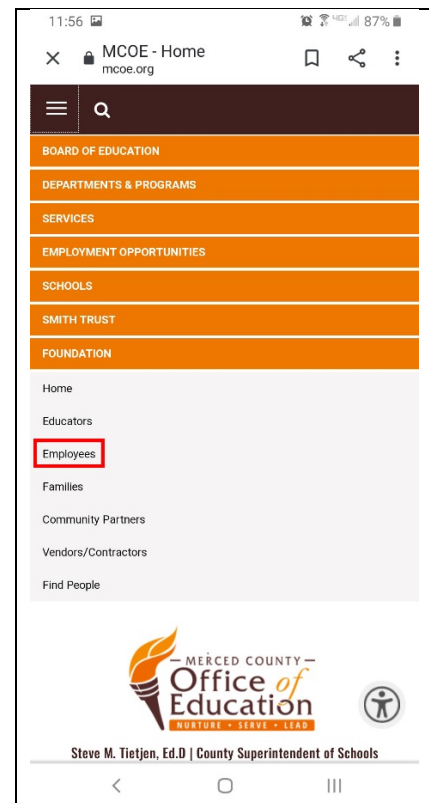 11:56 87%
MCOE - Home
mcoe.org
BOARD OF EDUCATION
DEPARTMENTS & PROGRAMS
SERVICES
EMPLOYMENT OPPORTUNITIES
SCHOOLS
SMITH TRUST
FOUNDATION
Home
Educators
Employees
Families
Community Partners
Vendors/Contractors
Find People
MERCED COUNTY
Office of
Education
NURTURE • SERVE • LEAD
Steve M. Tietjen, Ed.D | County Superintendent of Schools